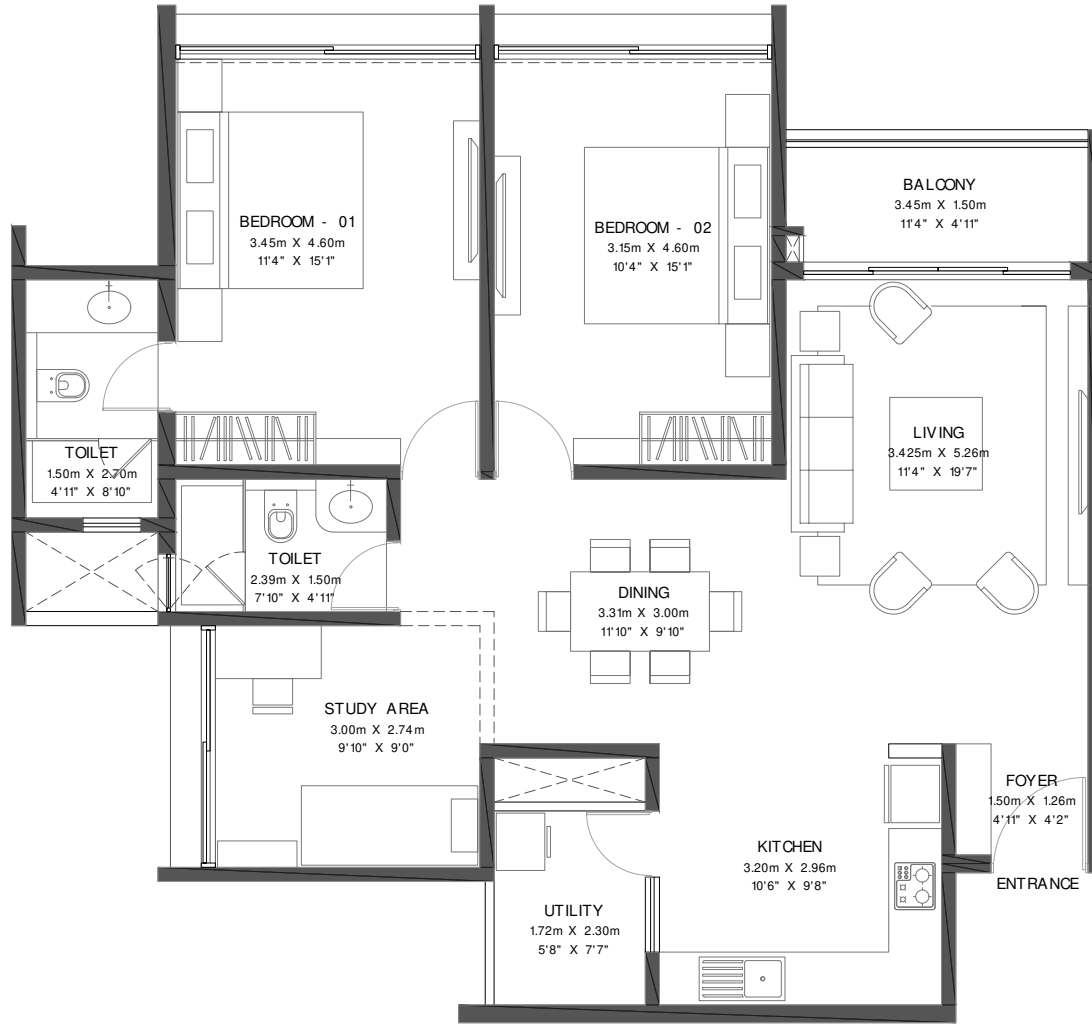 BALCONY
3.45m X 1.50m
11'4" X 4'11"
BEDROOM - 01
3.45m X 4.60m
11'4" X 15'1"
BEDROOM - 02
3.15m X 4.60m
10'4" X 15'1"
LIVING
3.425m X 5.26m
11'4" X 19'7"
TOILET
1.50m X 2.70m
4'11" X 8'10"
TOILET
2.39m X 1.50m
7'10" X 4'11"
DINING
3.31m X 3.00m
11'10" X 9'10"
STUDY AREA
3.00m X 2.74m
9'10" X 9'0"
FOYER
1.50m X 1.26m
4'11" X 4'2"
KITCHEN
3.20m X 2.96m
10'6" X 9'8"
ENTRANCE
UTILITY
1.72m X 2.30m
5'8" X 7'7"